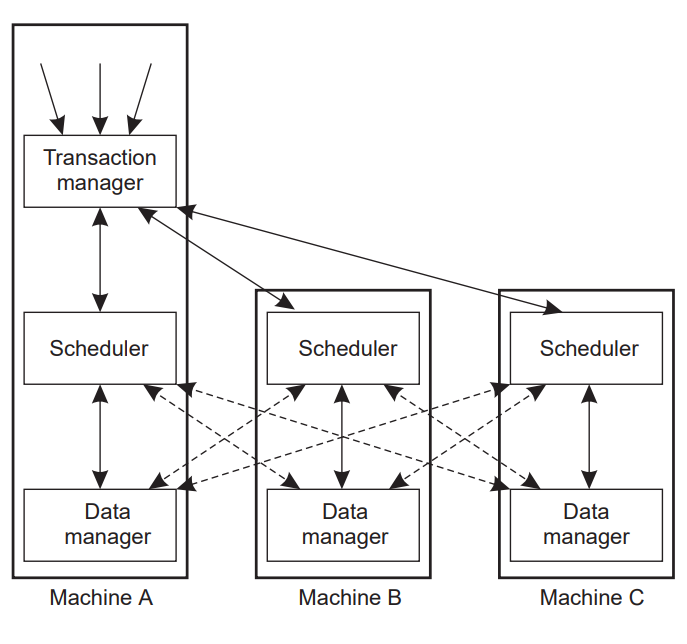 Transaction
manager
Scheduler
Scheduler
Scheduler
Data
manager
Data
manager
Data
manager
Machine A
Machine B
Machine C